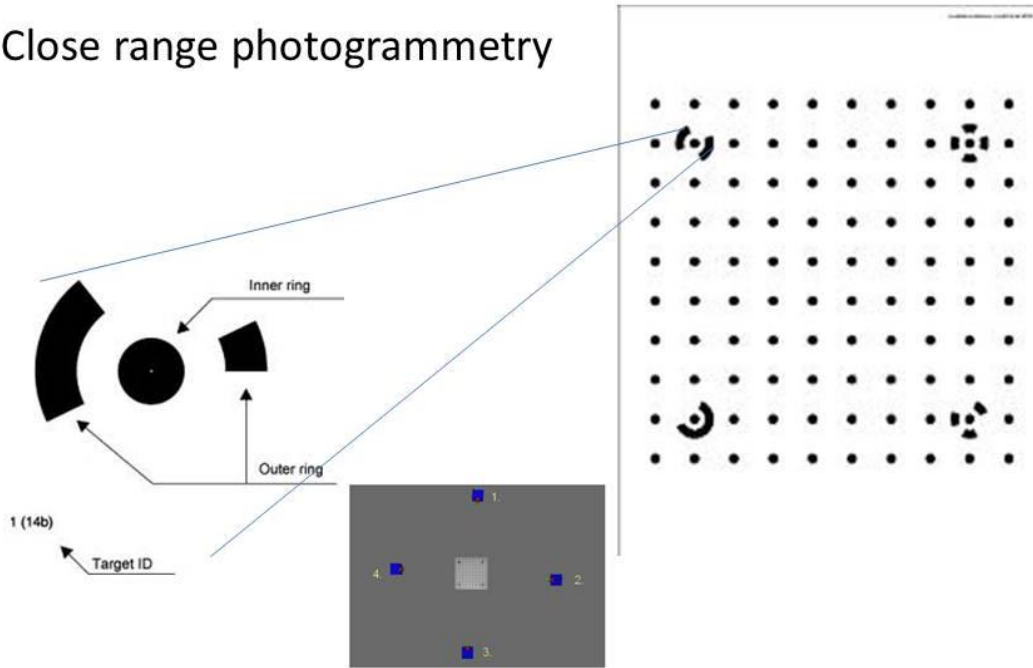 Close range photogrammetry
Inner ring
Outer ring
1 (14b)
Target ID
1.
4.
2.
3.